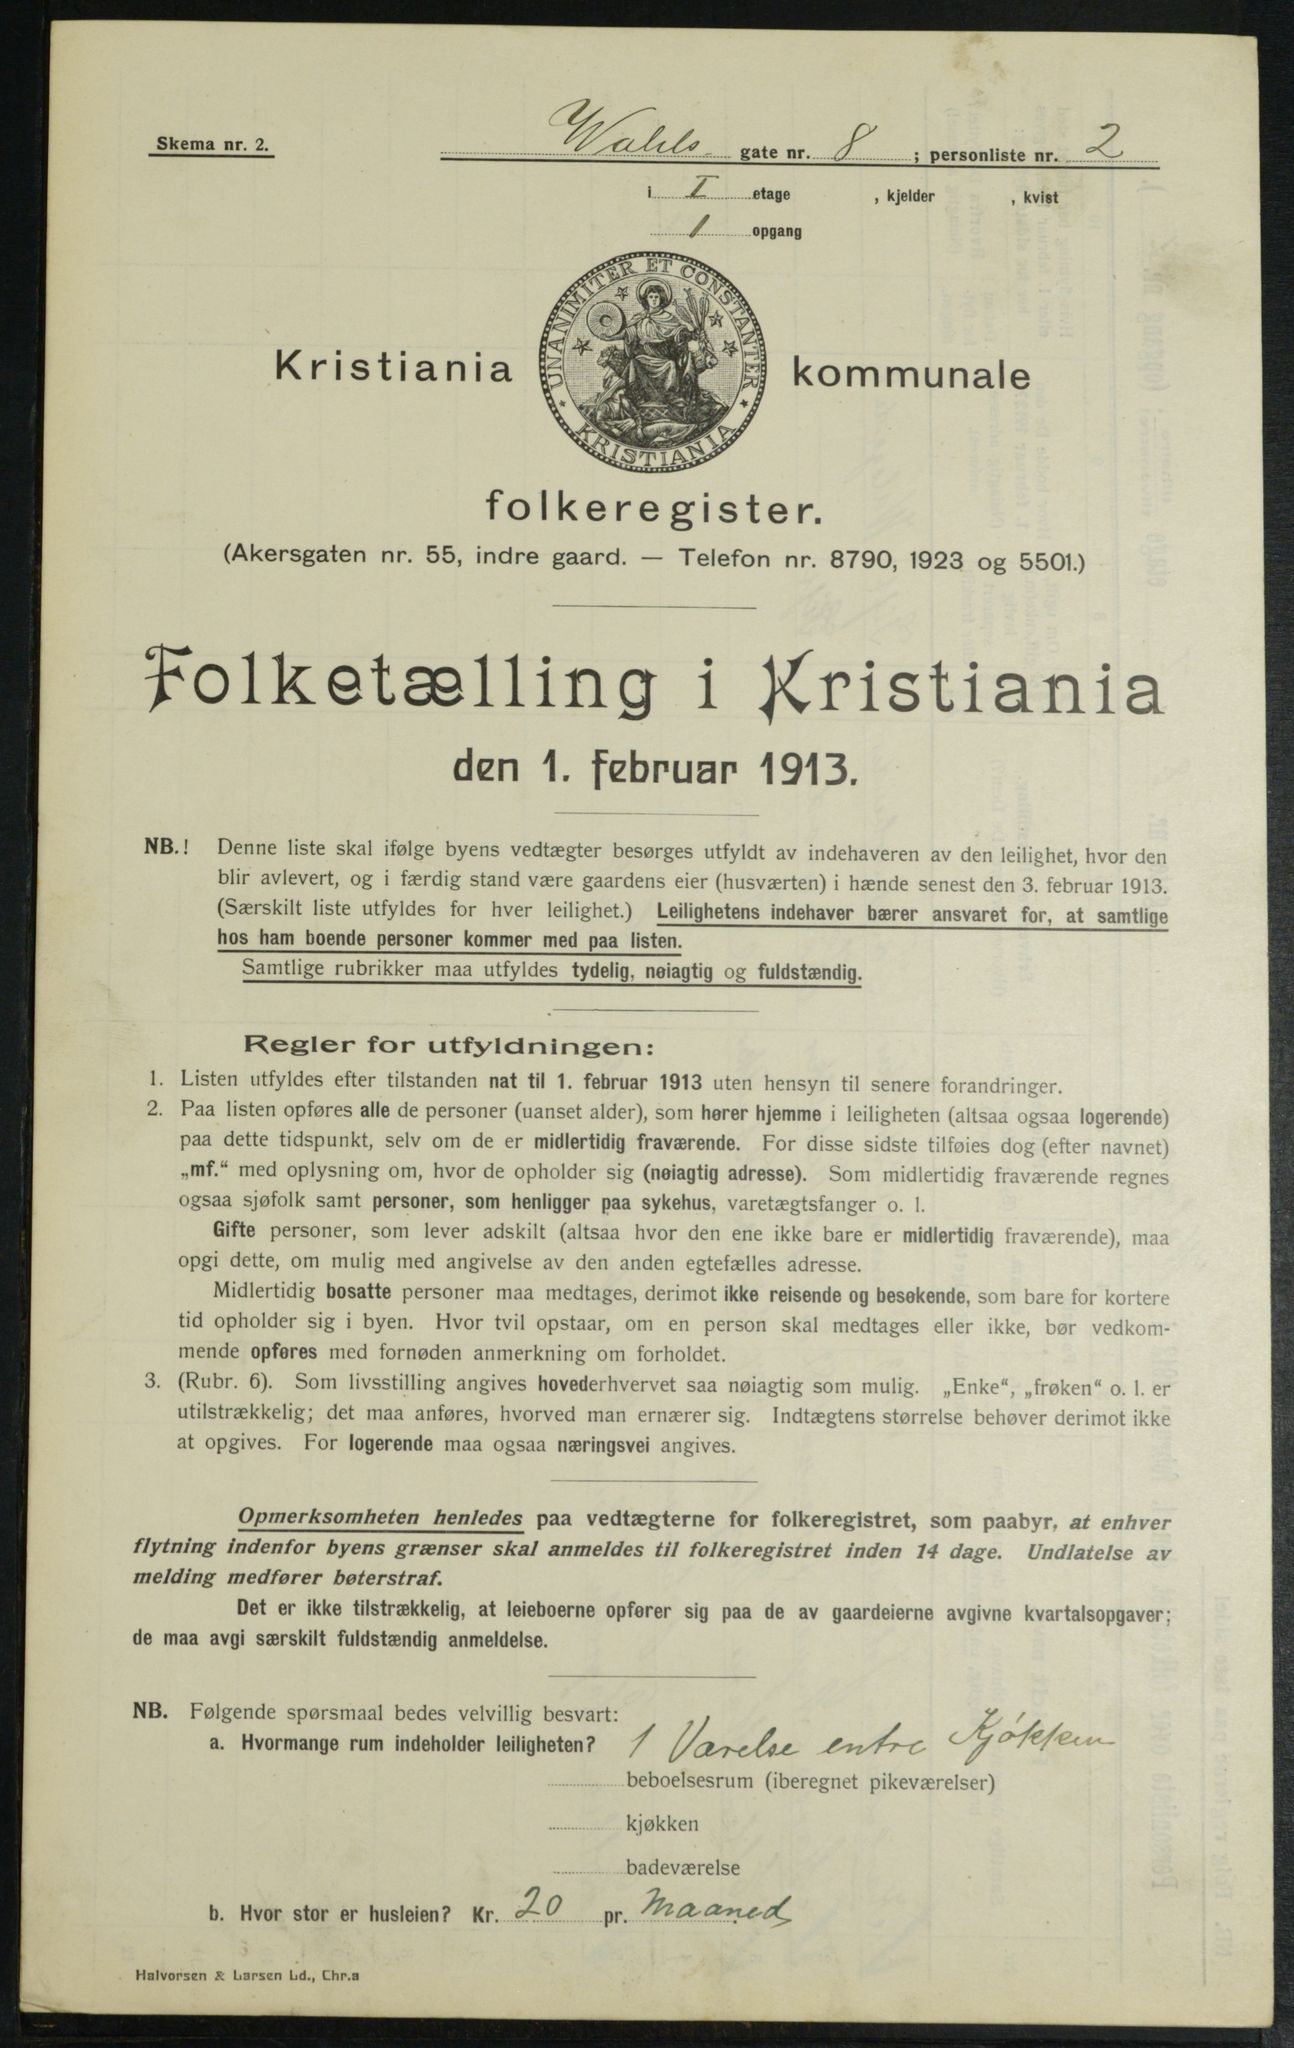 Skema nr. 2.
Wahls gate nr. 8 ; personliste nr. 2
i I etage , kjelder , kvist
1 opgang
UNANIMITER ET CONSTANTER
KRISTIANIA
Kristiania kommunale
folkeregister.
(Akersgaten nr. 55, indre gaard. — Telefon nr. 8790, 1923 og 5501.)
Folketælling i Kristiania
den 1. februar 1913.
NB.! Denne liste skal ifølge byens vedtægter besørges utfyldt av indehaveren av den leilighet, hvor den
blir avlevert, og i færdig stand være gaardens eier (husværten) i hænde senest den 3. februar 1913.
(Særskilt liste utfyldes for hver leilighet.) Leilighetens indehaver bærer ansvaret for, at samtlige
hos ham boende personer kommer med paa listen.
Samtlige rubrikker maa utfyldes tydelig, nøiagtig og fuldstændig.
Regler for utfyldningen:
1. Listen utfyldes efter tilstanden nat til 1. februar 1913 uten hensyn til senere forandringer.
2. Paa listen opføres alle de personer (uanset alder), som hører hjemme i leiligheten (altsaa ogsaa logerende)
paa dette tidspunkt, selv om de er midlertidig fraværende. For disse sidste tilføies dog (efter navnet)
„mf.“ med oplysning om, hvor de opholder sig (nøiagtig adresse). Som midlertidig fraværende regnes
ogsaa sjøfolk samt personer, som henligger paa sykehus, varetægtsfanger o. l.
Gifte personer, som lever adskilt (altsaa hvor den ene ikke bare er midlertidig fraværende), maa
opgi dette, om mulig med angivelse av den anden egtefælles adresse.
Midlertidig bosatte personer maa medtages, derimot ikke reisende og besøkende, som bare for kortere
tid opholder sig i byen. Hvor tvil opstaar, om en person skal medtages eller ikke, bør vedkom-
mende opføres med fornøden anmerkning om forholdet.
3. (Rubr. 6). Som livsstilling angives hovederhvervet saa nøiagtig som mulig. „Enke“, „frøken“ o. l. er
utilstrækkelig; det maa anføres, hvorved man ernærer sig. Indtægtens størrelse behøver derimot ikke
at opgives. For logerende maa ogsaa næringsvei angives.
Opmerksomheten henledes paa vedtægterne for folkeregistret, som paabyr, at enhver
flytning indenfor byens grænser skal anmeldes til folkeregistret inden 14 dage. Undlatelse av
melding medfører bøterstraf.
Det er ikke tilstrækkelig, at leieboerne opfører sig paa de av gaardeierne avgivne kvartalsopgaver;
de maa avgi særskilt fuldstændig anmeldelse.
NB. Følgende spørsmaal bedes velvillig besvart:
a. Hvormange rum indeholder leiligheten? 1 Værelse entre Kjøkken
beboelsesrum (iberegnet pikeværelser)
kjøkken
badeværelse
b. Hvor stor er husleien? Kr. 20 pr. Maaned
Halvorsen & Larsen Ld., Chr.a